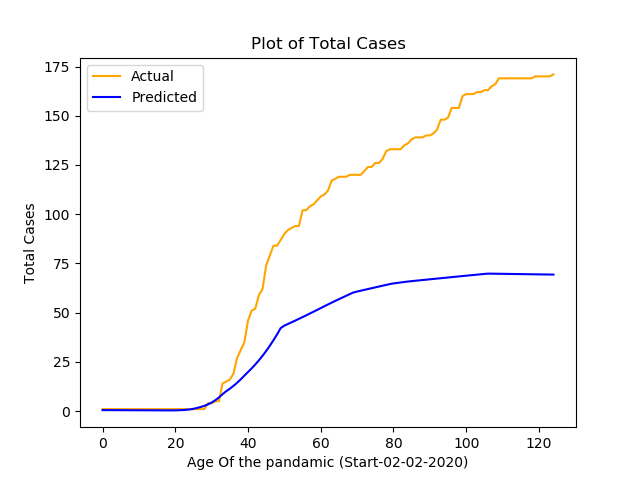 Plot of Total Cases
Actual
Predicted
175
150
125
100
75
50
25
0
Total Cases
0 20 40 60 80 100 120
Age Of the pandamic (Start-02-02-2020)